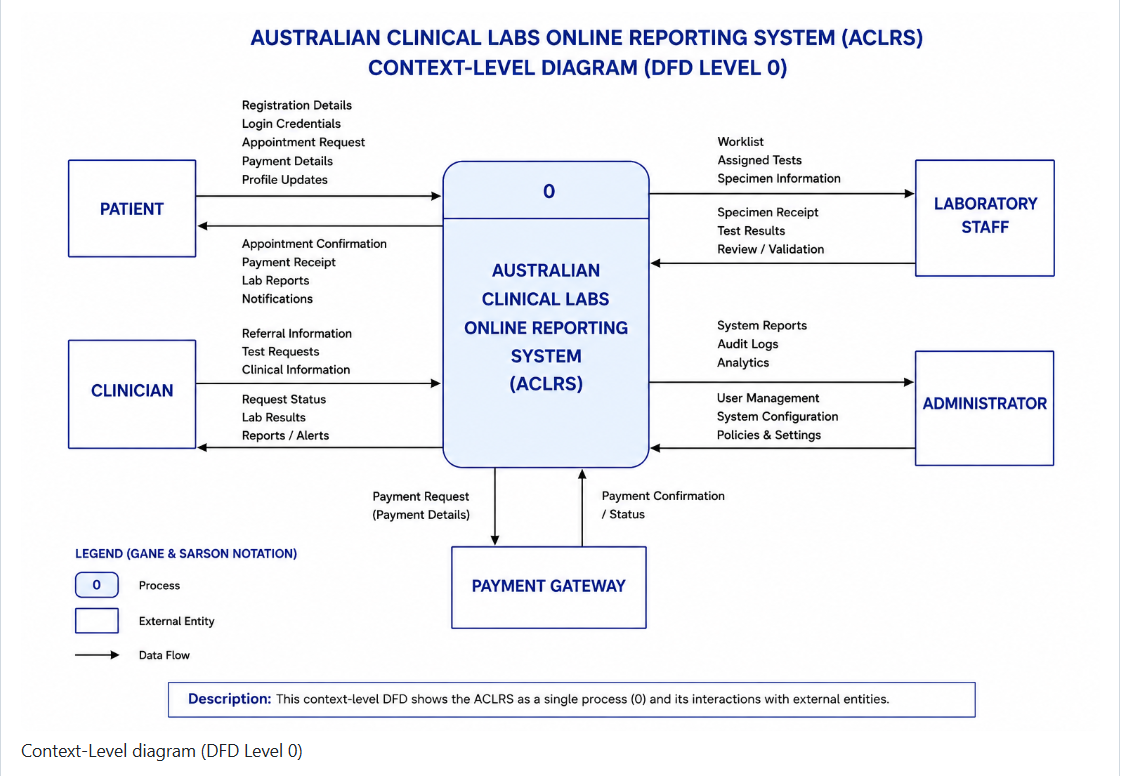 AUSTRALIAN CLINICAL LABS ONLINE REPORTING SYSTEM (ACLRS)
CONTEXT-LEVEL DIAGRAM (DFD LEVEL 0)
Registration Details
Login Credentials
Appointment Request
Payment Details
Profile Updates
PATIENT
Appointment Confirmation
Payment Receipt
Lab Reports
Notifications
Referral Information
Test Requests
Clinical Information
CLINICIAN
Request Status
Lab Results
Reports / Alerts
0
AUSTRALIAN
CLINICAL LABS
ONLINE REPORTING
SYSTEM
(ACLRS)
Worklist
Assigned Tests
Specimen Information
LABORATORY
STAFF
Specimen Receipt
Test Results
Review / Validation
System Reports
Audit Logs
Analytics
ADMINISTRATOR
User Management
System Configuration
Policies & Settings
Payment Request
(Payment Details)
Payment Confirmation
/ Status
PAYMENT GATEWAY
LEGEND (GANE & SARSON NOTATION)
0
Process
External Entity
Data Flow
Description: This context-level DFD shows the ACLRS as a single process (0) and its interactions with external entities.
Context-Level diagram (DFD Level 0)